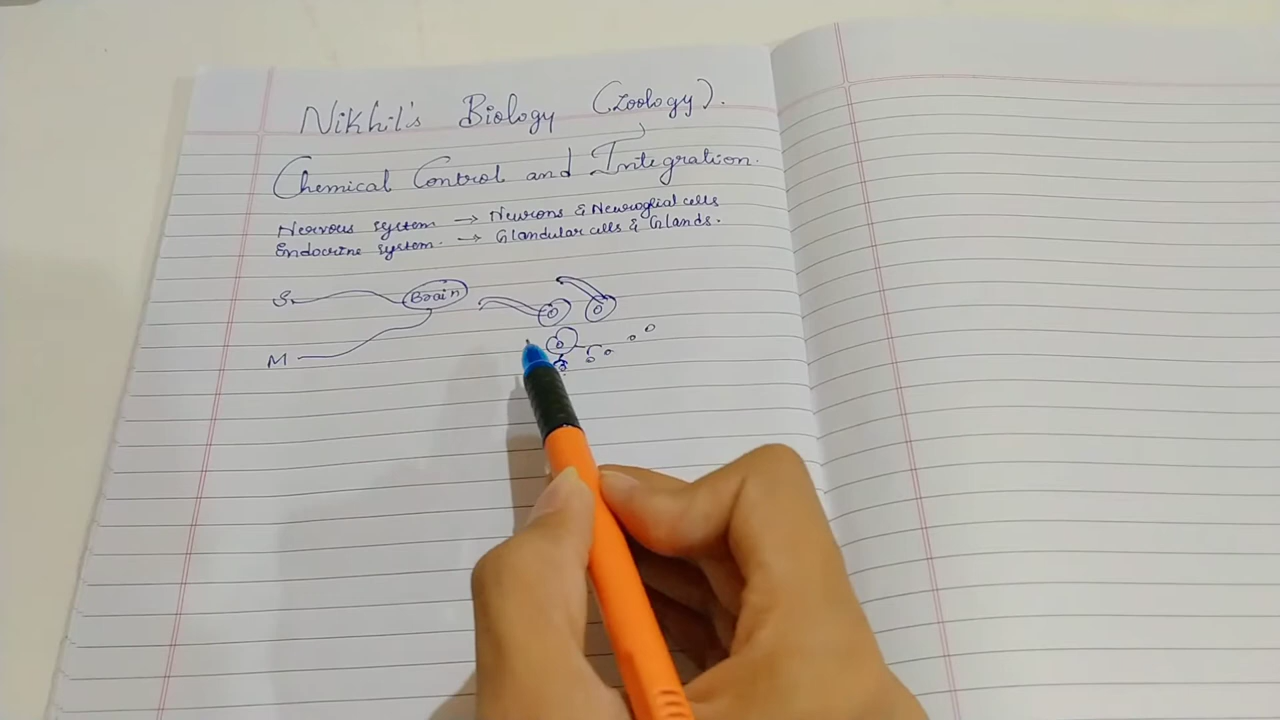 Nikhil's Biology (Zoology).
Chemical Control and Integration.
Nervous system → Neurons & Neuroglial cells
Endocrine system. → Glandular cells & Glands.
S
Brain
M